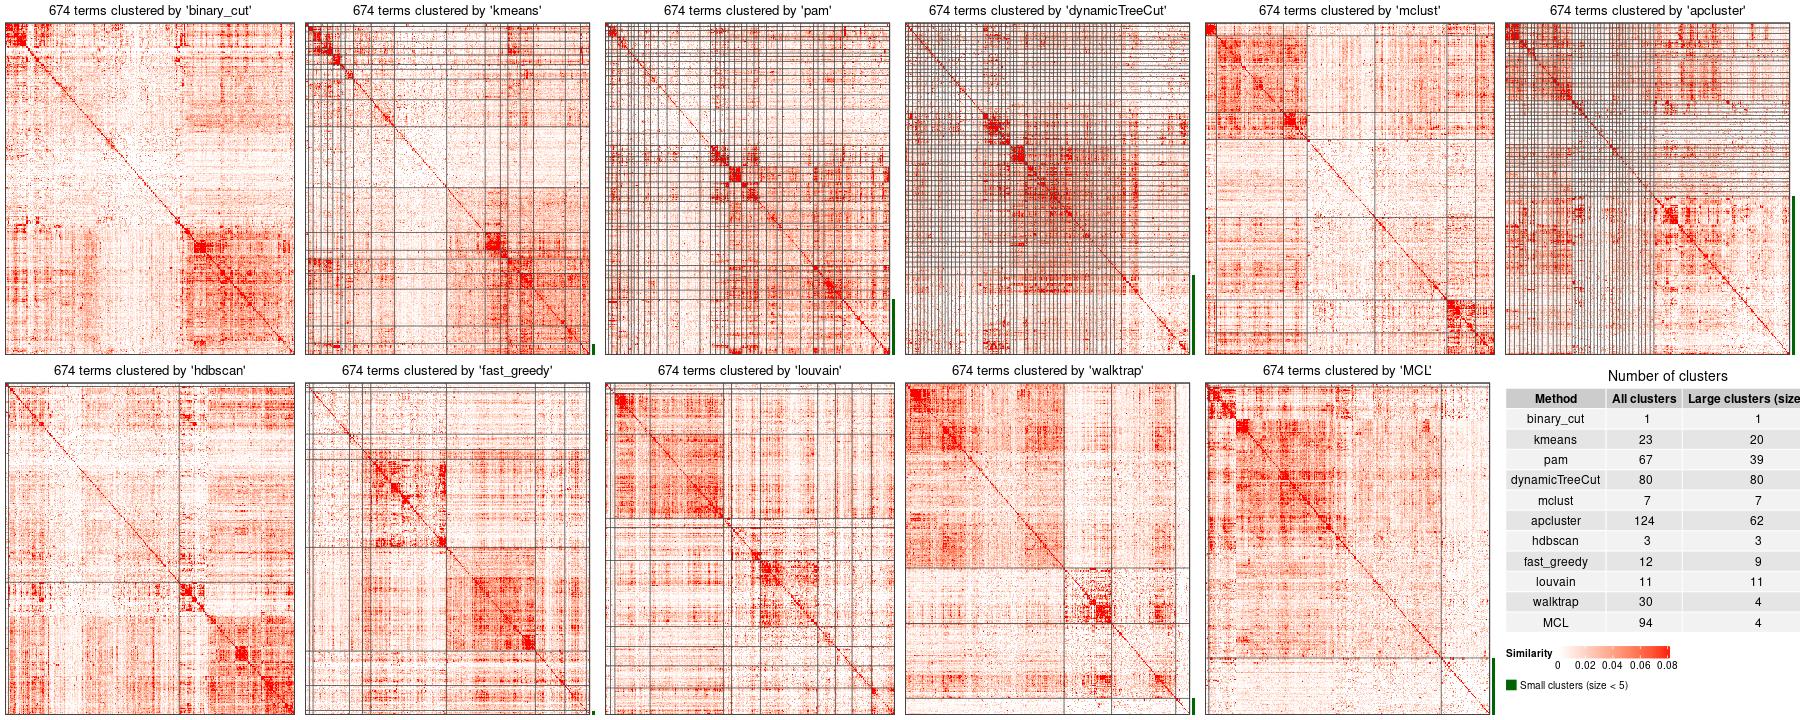 674 terms clustered by 'binary_cut'
674 terms clustered by 'kmeans'
674 terms clustered by 'pam'
674 terms clustered by 'dynamicTreeCut'
674 terms clustered by 'mclust'
674 terms clustered by 'apcluster'
674 terms clustered by 'hdbscan'
674 terms clustered by 'fast_greedy'
674 terms clustered by 'louvain'
674 terms clustered by 'walktrap'
674 terms clustered by 'MCL'
Number of clusters
Method All clusters Large clusters (size
binary_cut 1 1
kmeans 23 20
pam 67 39
dynamicTreeCut 80 80
mclust 7 7
apcluster 124 62
hdbscan 3 3
fast_greedy 12 9
louvain 11 11
walktrap 30 4
MCL 94 4
Similarity
0 0.02 0.04 0.06 0.08
Small clusters (size < 5)